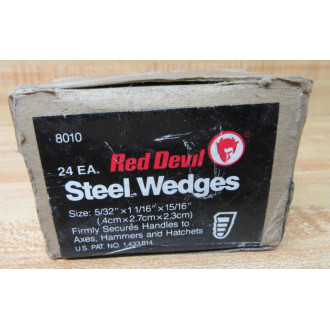 8010
24 EA. Red Devil
Steel Wedges
Size: 5/32" x 1 1/16" x 15/16"
(.4cm x 2.7cm x 2.3cm)
Firmly Secures Handles to
Axes, Hammers and Hatchets
U.S. PAT. NO. 1,433,814